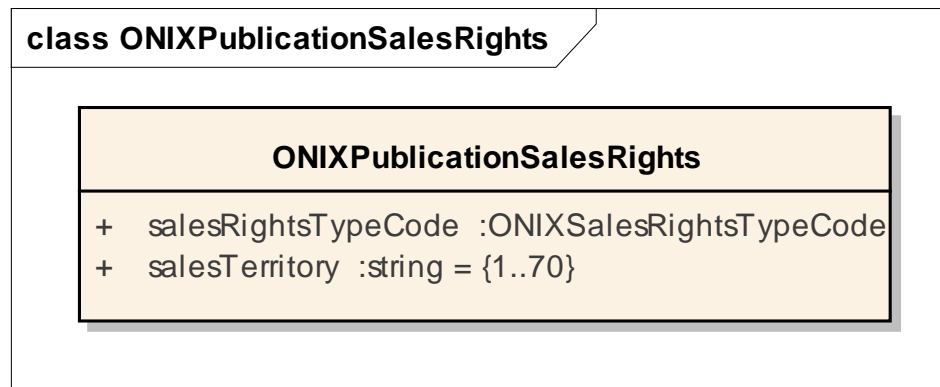 class ONIXPublicationSalesRights
ONIXPublicationSalesRights
+ salesRightsTypeCode :ONIXSalesRightsTypeCode
+ salesTerritory :string = {1..70}